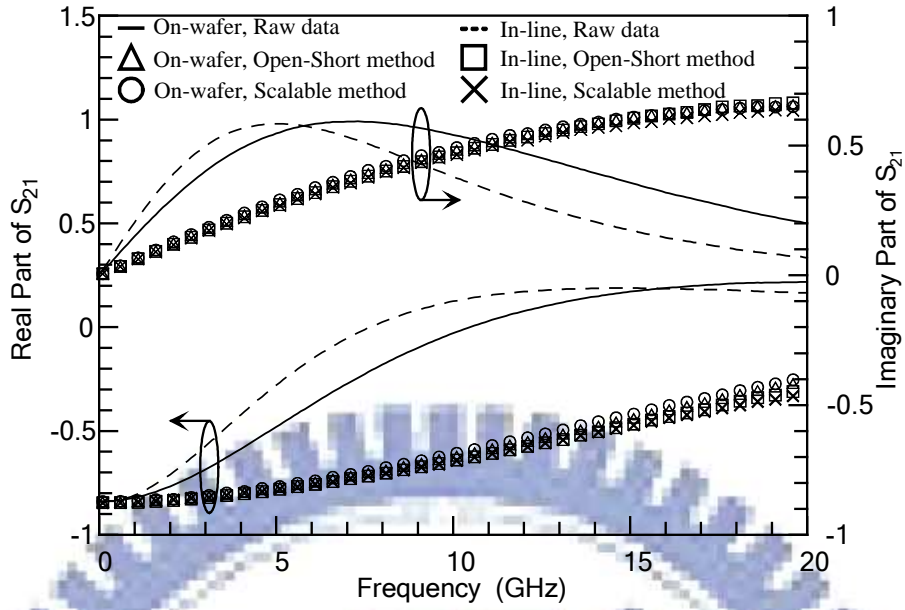 On-wafer, Raw data
On-wafer, Open-Short method
On-wafer, Scalable method
In-line, Raw data
In-line, Open-Short method
In-line, Scalable method
1.5
1
0.5
0
-0.5
-1
Real Part of S21
1
0.5
0
-0.5
-1
Imaginary Part of S21
0 5 10 15 20
Frequency (GHz)